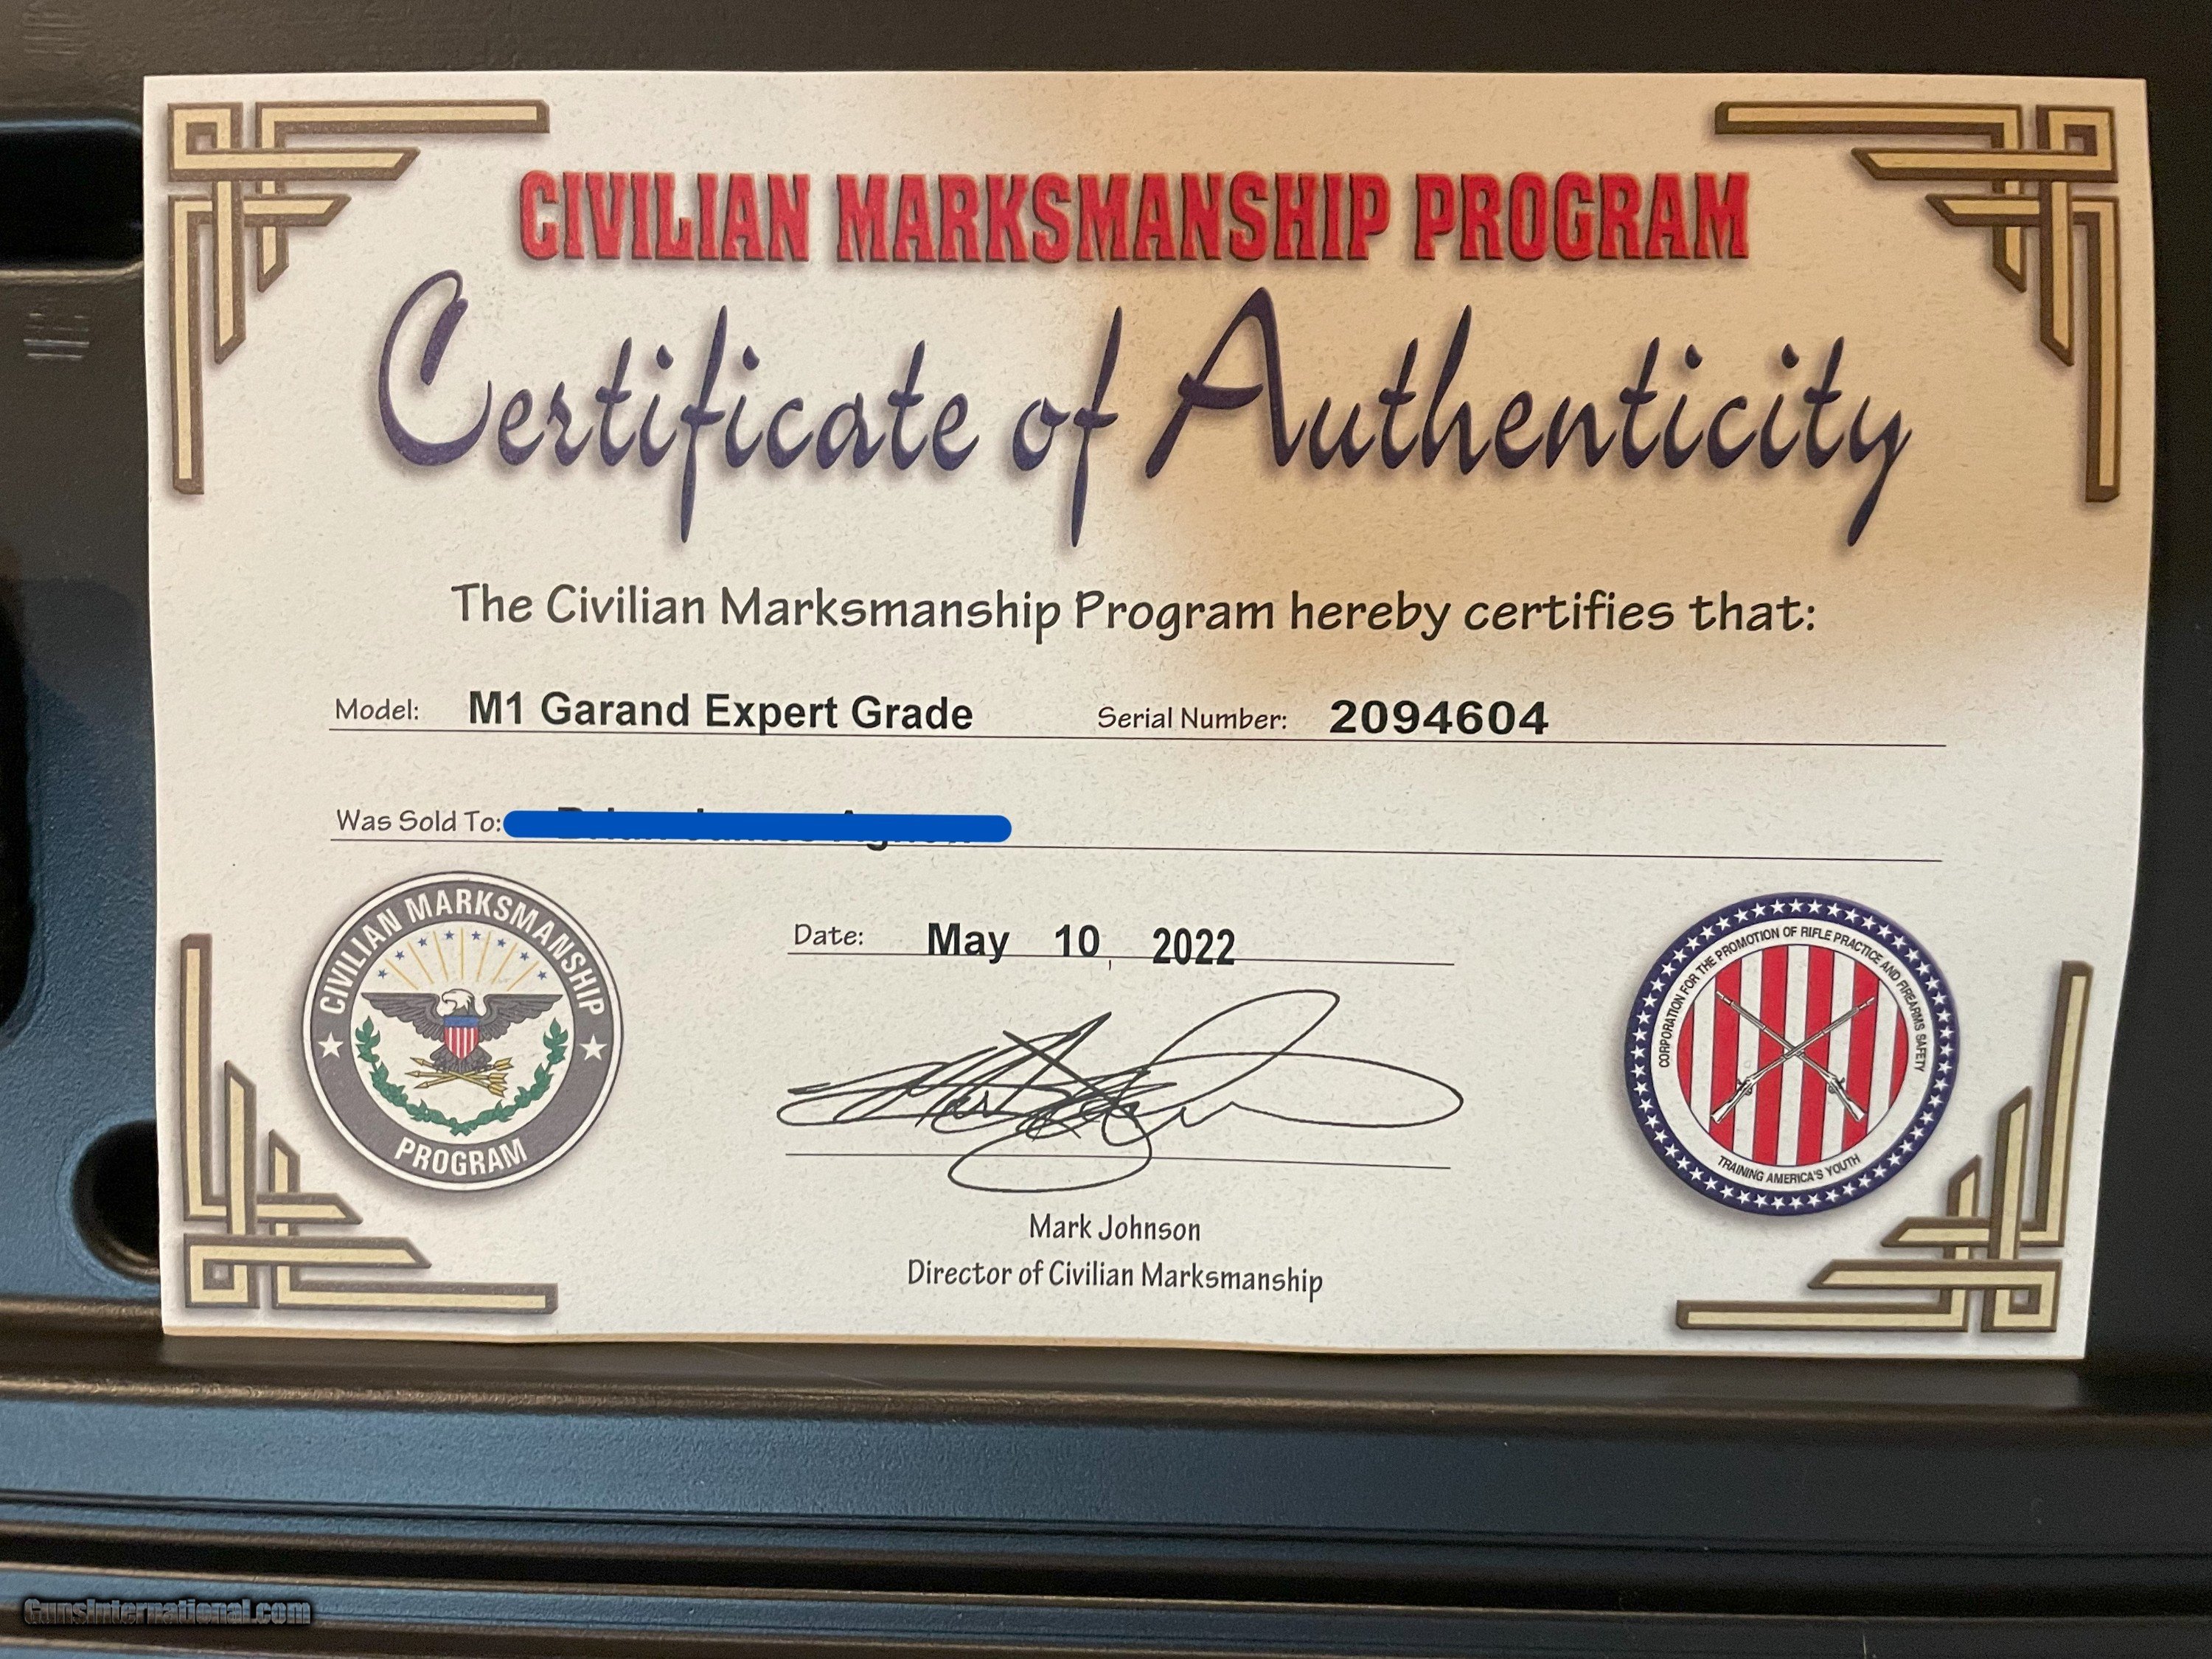 CIVILIAN MARKSMANSHIP PROGRAM
Certificate of Authenticity
The Civilian Marksmanship Program hereby certifies that:
Model: M1 Garand Expert Grade Serial Number: 2094604
Was Sold To:
Date: May 10, 2022
CIVILIAN MARKSMANSHIP
PROGRAM
CORPORATION FOR THE PROMOTION OF RIFLE PRACTICE AND FIREARMS SAFETY
TRAINING AMERICA'S YOUTH
Mark Johnson
Director of Civilian Marksmanship
GunsInternational.com